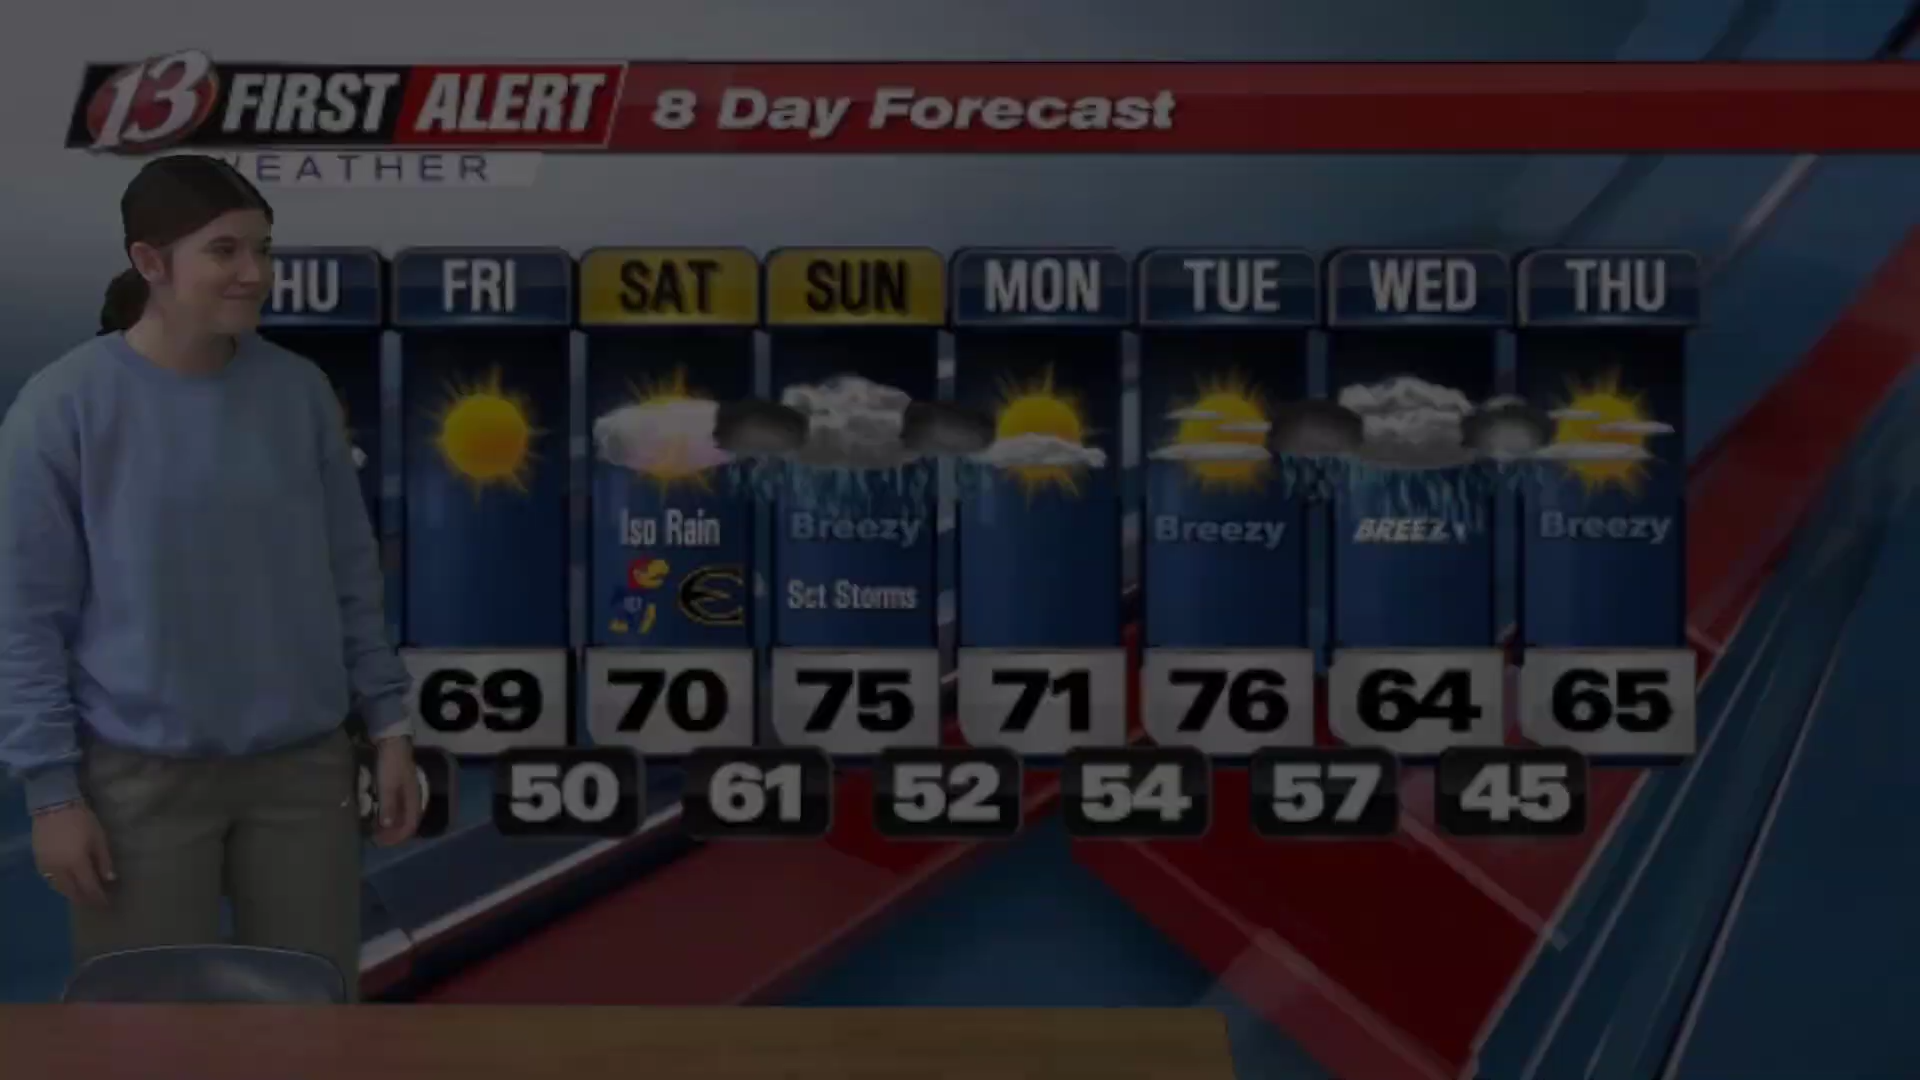 13 FIRST ALERT 8 Day Forecast
WEATHER
HU FRI SAT SUN MON TUE WED THU
Iso Rain Breezy Breezy BREEZY Breezy
Sct Storms
69 70 75 71 76 64 65
50 61 52 54 57 45